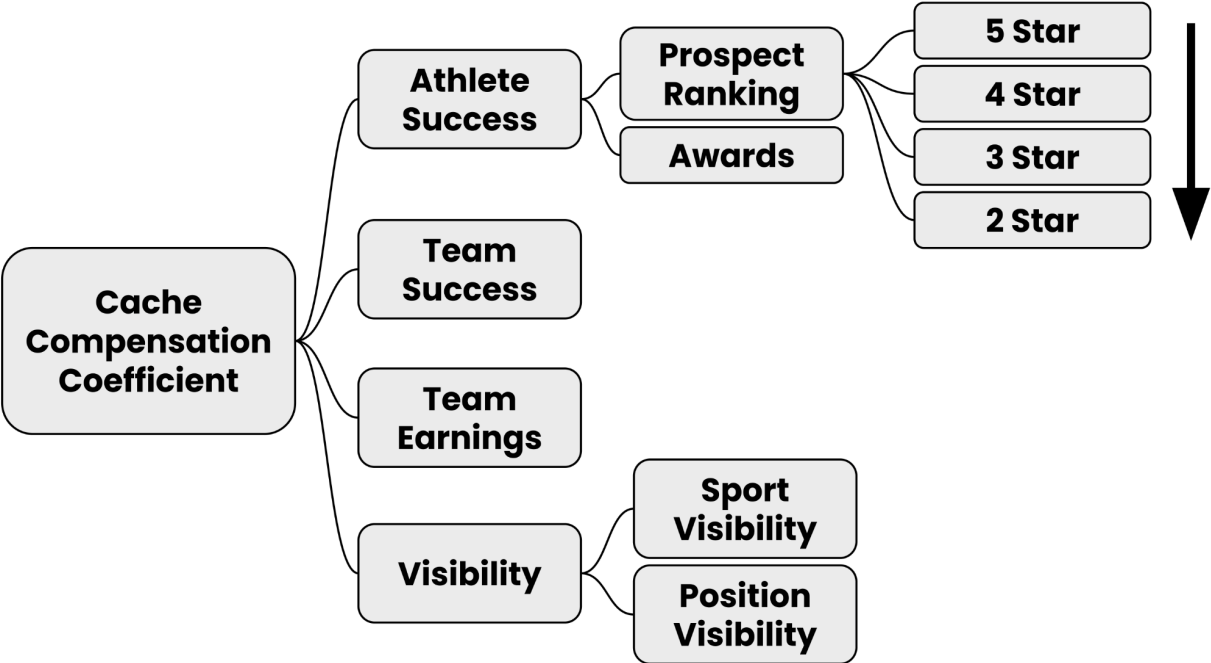 Cache
Compensation
Coefficient
Athlete
Success
Prospect
Ranking
5 Star
4 Star
3 Star
2 Star
Awards
Team
Success
Team
Earnings
Visibility
Sport
Visibility
Position
Visibility